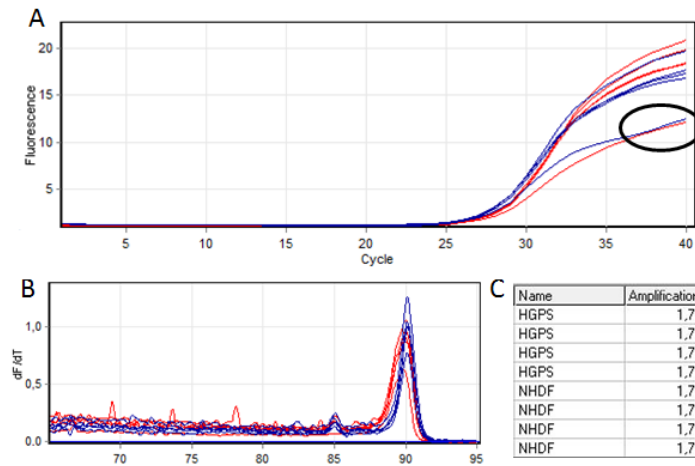 A
Fluorescence
20
15
10
5
5 10 15 20 25 30 35 40
Cycle
B
dF/dT
1,0
0,5
0.0
70 75 80 85 90 95
C
Name Amplification
HGPS 1,7
HGPS 1,7
HGPS 1,7
HGPS 1,7
NHDF 1,7
NHDF 1,7
NHDF 1,7
NHDF 1,7